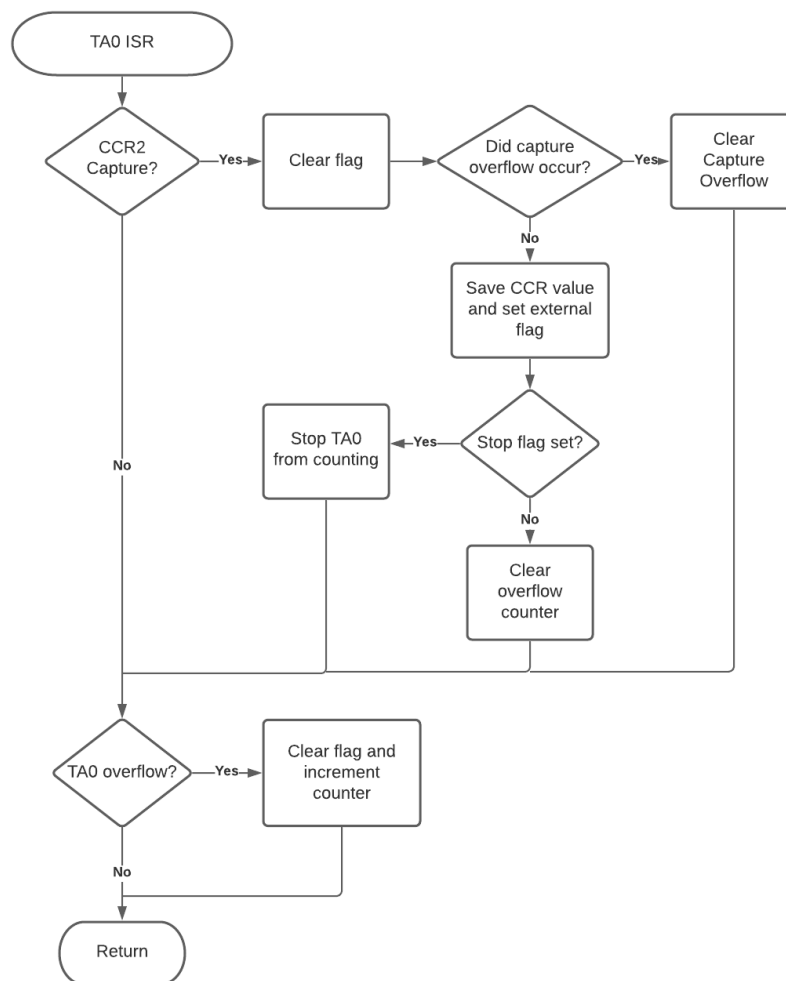 TA0 ISR
CCR2
Capture?
Yes
Clear flag
Did capture
overflow occur?
Yes
Clear
Capture
Overflow
No
Save CCR value
and set external
flag
Stop flag set?
Yes
Stop TA0
from counting
No
No
Clear
overflow
counter
TA0 overflow?
Yes
Clear flag and
increment
counter
No
Return